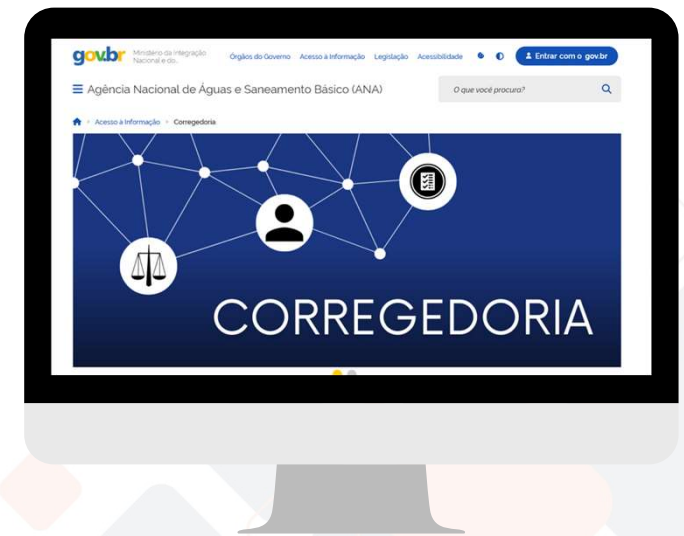 gov.br Ministério da Integração Nacional e do... Órgãos do Governo Acesso à Informação Legislação Acessibilidade Entrar com o gov.br
Agência Nacional de Águas e Saneamento Básico (ANA) O que você procura?
Acesso à Informação > Corregedoria
CORREGEDORIA